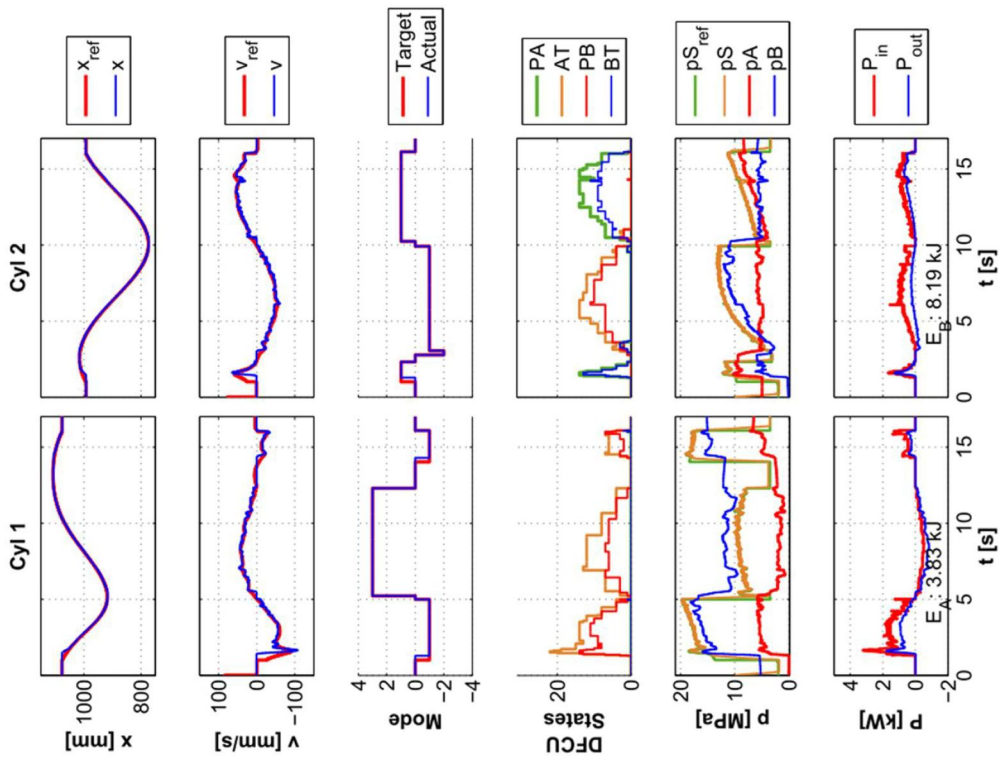 Cyl 1
Cyl 2
x [mm]
1000
800
x_ref
x
v [mm/s]
100
0
-100
v_ref
v
Mode
4
2
0
-2
-4
Target
Actual
DFCU
States
20
0
PA
AT
PB
BT
p [MPa]
20
10
0
pS_ref
pS
pA
pB
P [kW]
4
2
0
-2
E_A: 3.83 kJ
E_B: 8.19 kJ
P_in
P_out
0
5
10
15
t [s]
0
5
10
15
t [s]